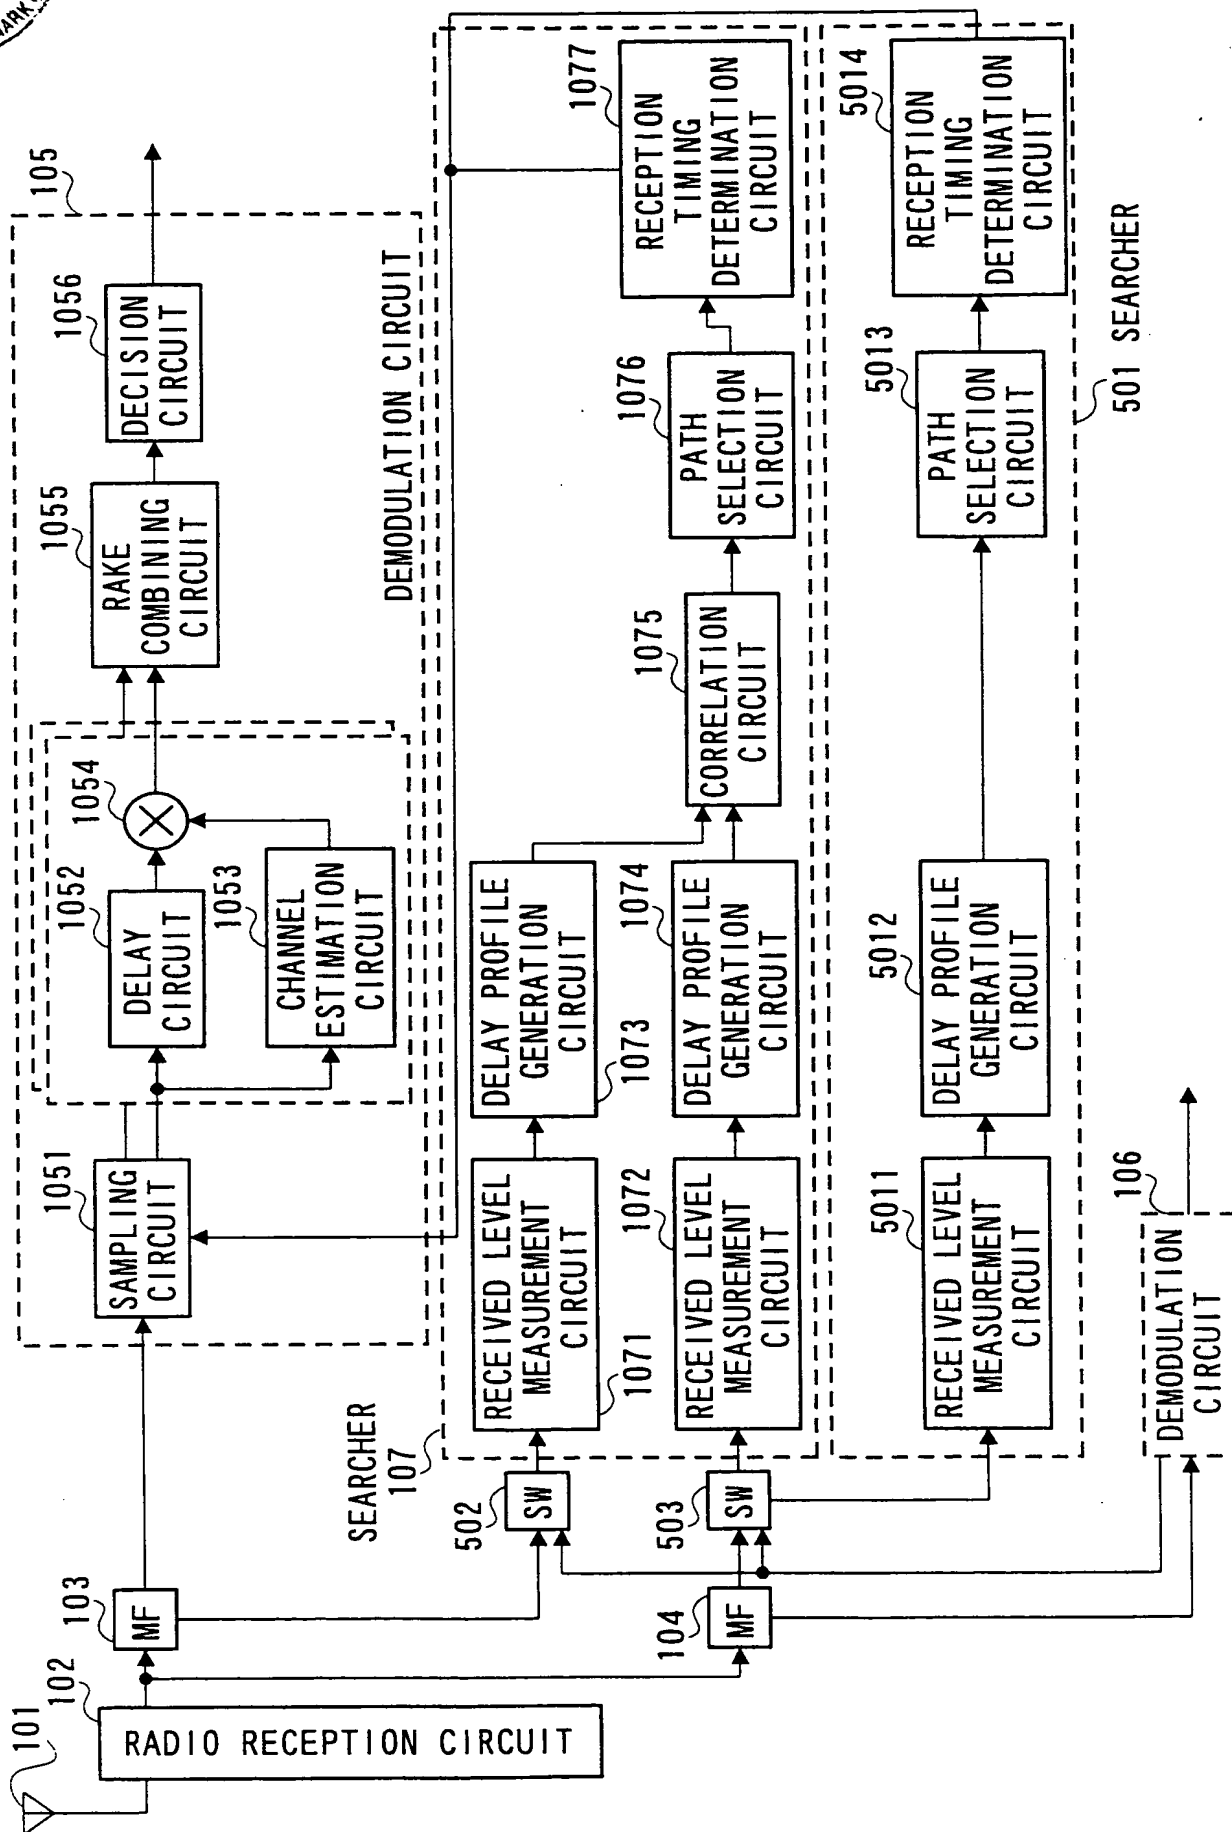 101
102
RADIO RECEPTION CIRCUIT
103
MF
104
MF
105
1051
SAMPLING
CIRCUIT
1052
DELAY
CIRCUIT
1053
CHANNEL
ESTIMATION
CIRCUIT
1054
1055
RAKE
COMBINING
CIRCUIT
1056
DECISION
CIRCUIT
DEMODULATION CIRCUIT
SEARCHER
107
502
SW
503
SW
RECEIVED LEVEL
MEASUREMENT
CIRCUIT
1071
1072
RECEIVED LEVEL
MEASUREMENT
CIRCUIT
DELAY PROFILE
GENERATION
CIRCUIT
1073
1074
DELAY PROFILE
GENERATION
CIRCUIT
1075
CORRELATION
CIRCUIT
1076
PATH
SELECTION
CIRCUIT
1077
RECEPTION
TIMING
DETERMINATION
CIRCUIT
5011
RECEIVED LEVEL
MEASUREMENT
CIRCUIT
5012
DELAY PROFILE
GENERATION
CIRCUIT
5013
PATH
SELECTION
CIRCUIT
5014
RECEPTION
TIMING
DETERMINATION
CIRCUIT
501 SEARCHER
106
DEMODULATION
CIRCUIT